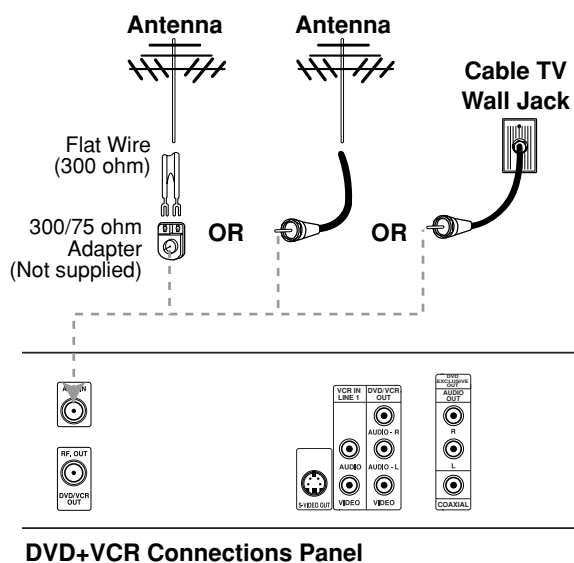 Antenna
Antenna
Cable TV
Wall Jack
Flat Wire
(300 ohm)
300/75 ohm
Adapter
(Not supplied)
OR
OR
RF. OUT
DVD/VCR
OUT
S-VIDEO OUT
VCR IN
LINE 1
AUDIO
VIDEO
DVD/VCR
OUT
AUDIO - R
AUDIO - L
VIDEO
DVD
EXCLUSIVE
OUT
AUDIO
OUT
R
L
COAXIAL
DVD+VCR Connections Panel